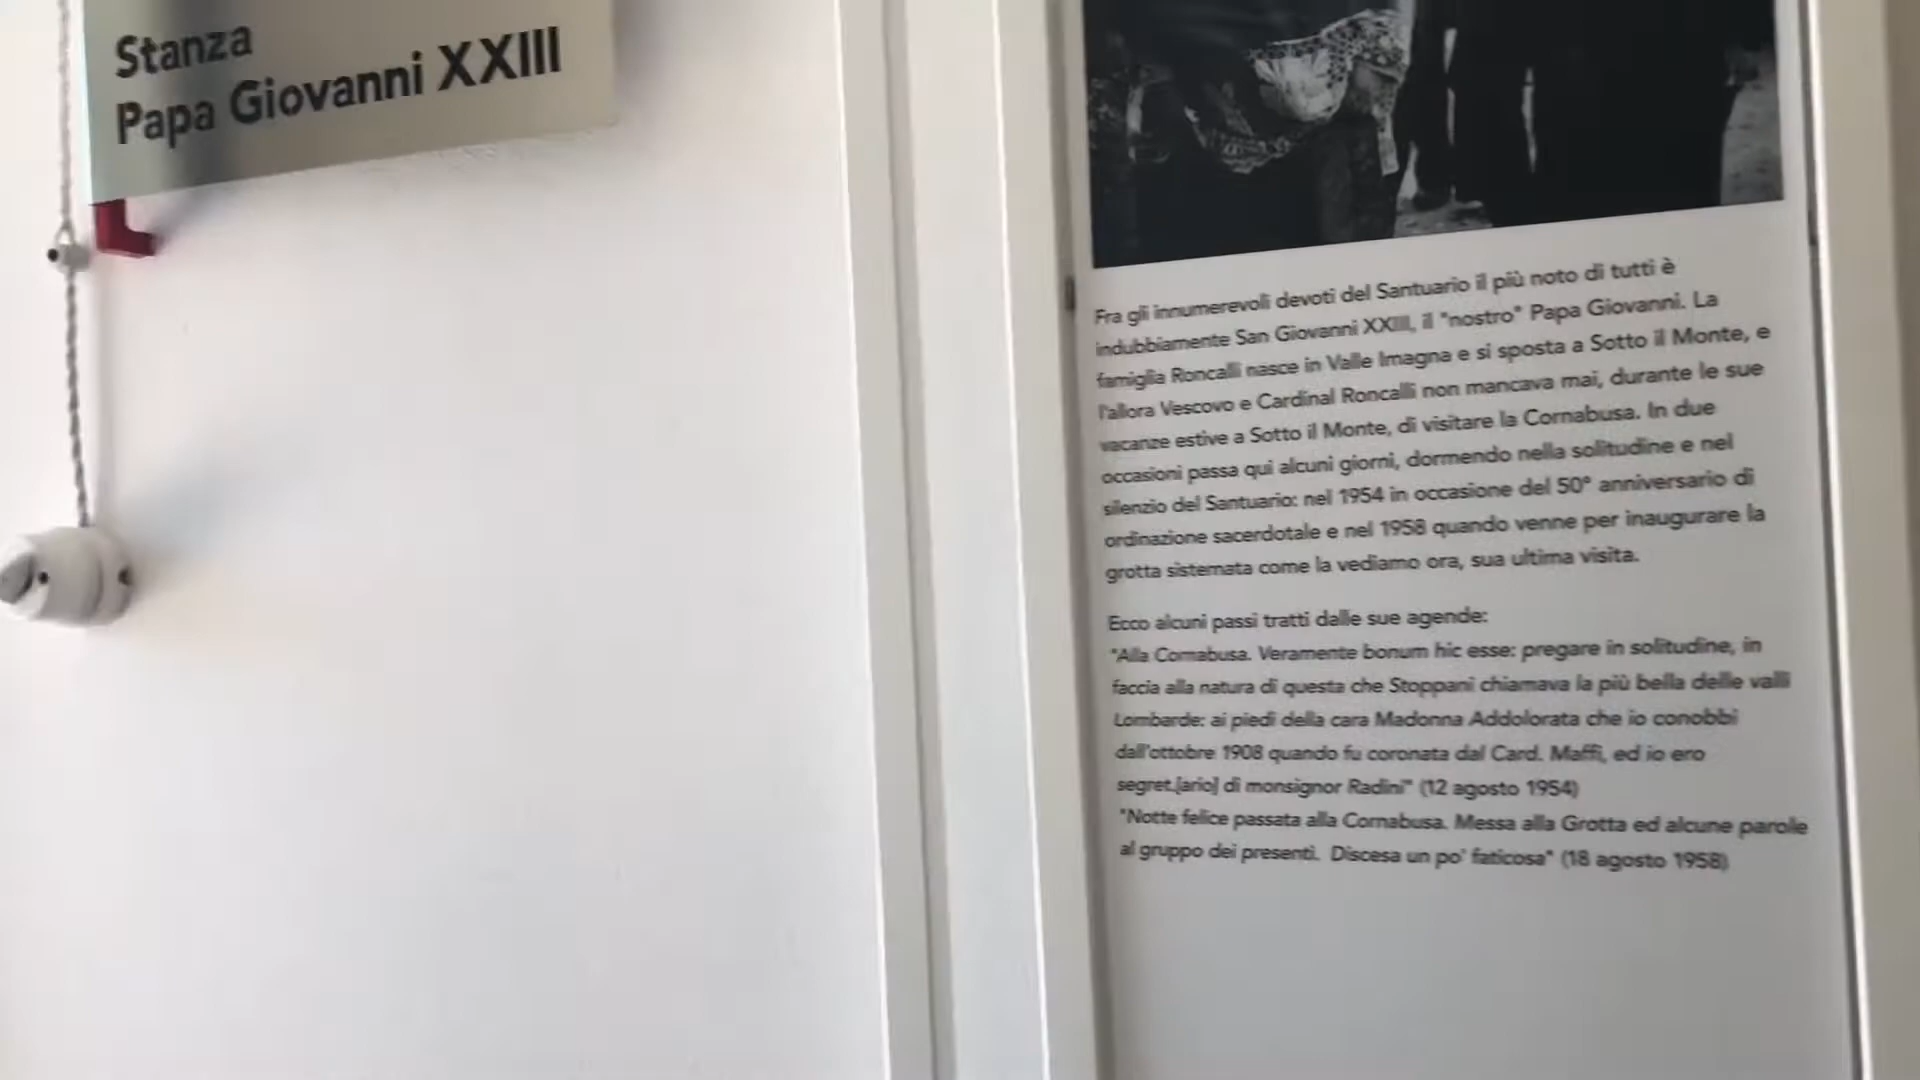 Stanza
Papa Giovanni XXIII
Fra gli innumerevoli devoti del Santuario il più noto di tutti è
indubbiamente San Giovanni XXIII, il "nostro" Papa Giovanni. La
famiglia Roncalli nasce in Valle Imagna e si sposta a Sotto il Monte, e
l'allora Vescovo e Cardinal Roncalli non mancava mai, durante le sue
vacanze estive a Sotto il Monte, di visitare la Cornabusa. In due
occasioni passa qui alcuni giorni, dormendo nella solitudine e nel
silenzio del Santuario: nel 1954 in occasione del 50° anniversario di
ordinazione sacerdotale e nel 1958 quando venne per inaugurare la
grotta sistemata come la vediamo ora, sua ultima visita.
Ecco alcuni passi tratti dalle sue agende:
"Alla Cornabusa. Veramente bonum hic esse: pregare in solitudine, in
faccia alla natura di questa che Stoppani chiamava la più bella delle valli
Lombarde: ai piedi della cara Madonna Addolorata che io conobbi
dall'ottobre 1908 quando fu coronata dal Card. Maffi, ed io ero
segret.[ario] di monsignor Radini" (12 agosto 1954)
"Notte felice passata alla Cornabusa. Messa alla Grotta ed alcune parole
al gruppo dei presenti. Discesa un po' faticosa" (18 agosto 1958)